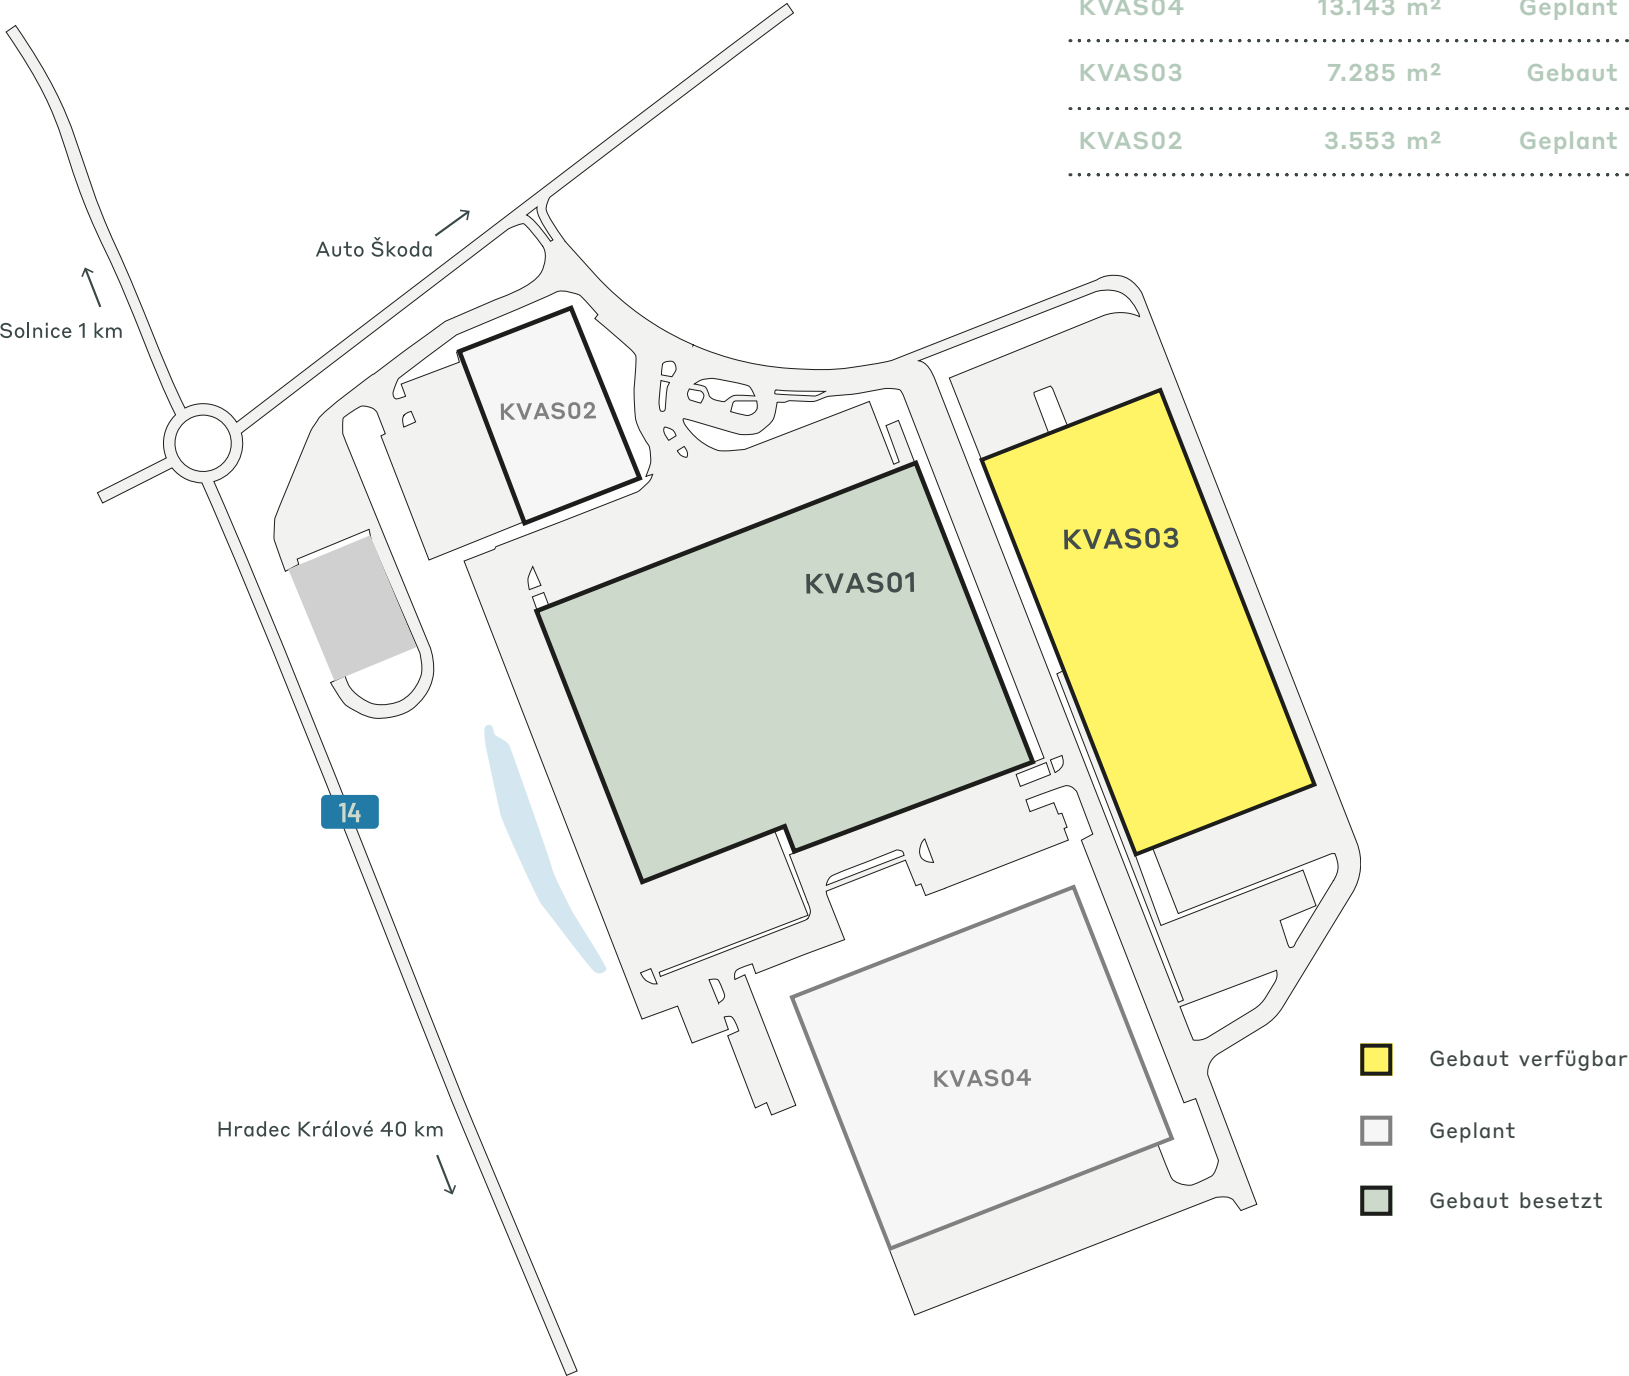 KVAS04 13.143 m² Geplant
KVAS03 7.285 m² Gebaut
KVAS02 3.553 m² Geplant
Auto Škoda
Solnice 1 km
KVAS02
KVAS03
KVAS01
14
Gebaut verfügbar
KVAS04
Geplant
Hradec Králové 40 km
Gebaut besetzt